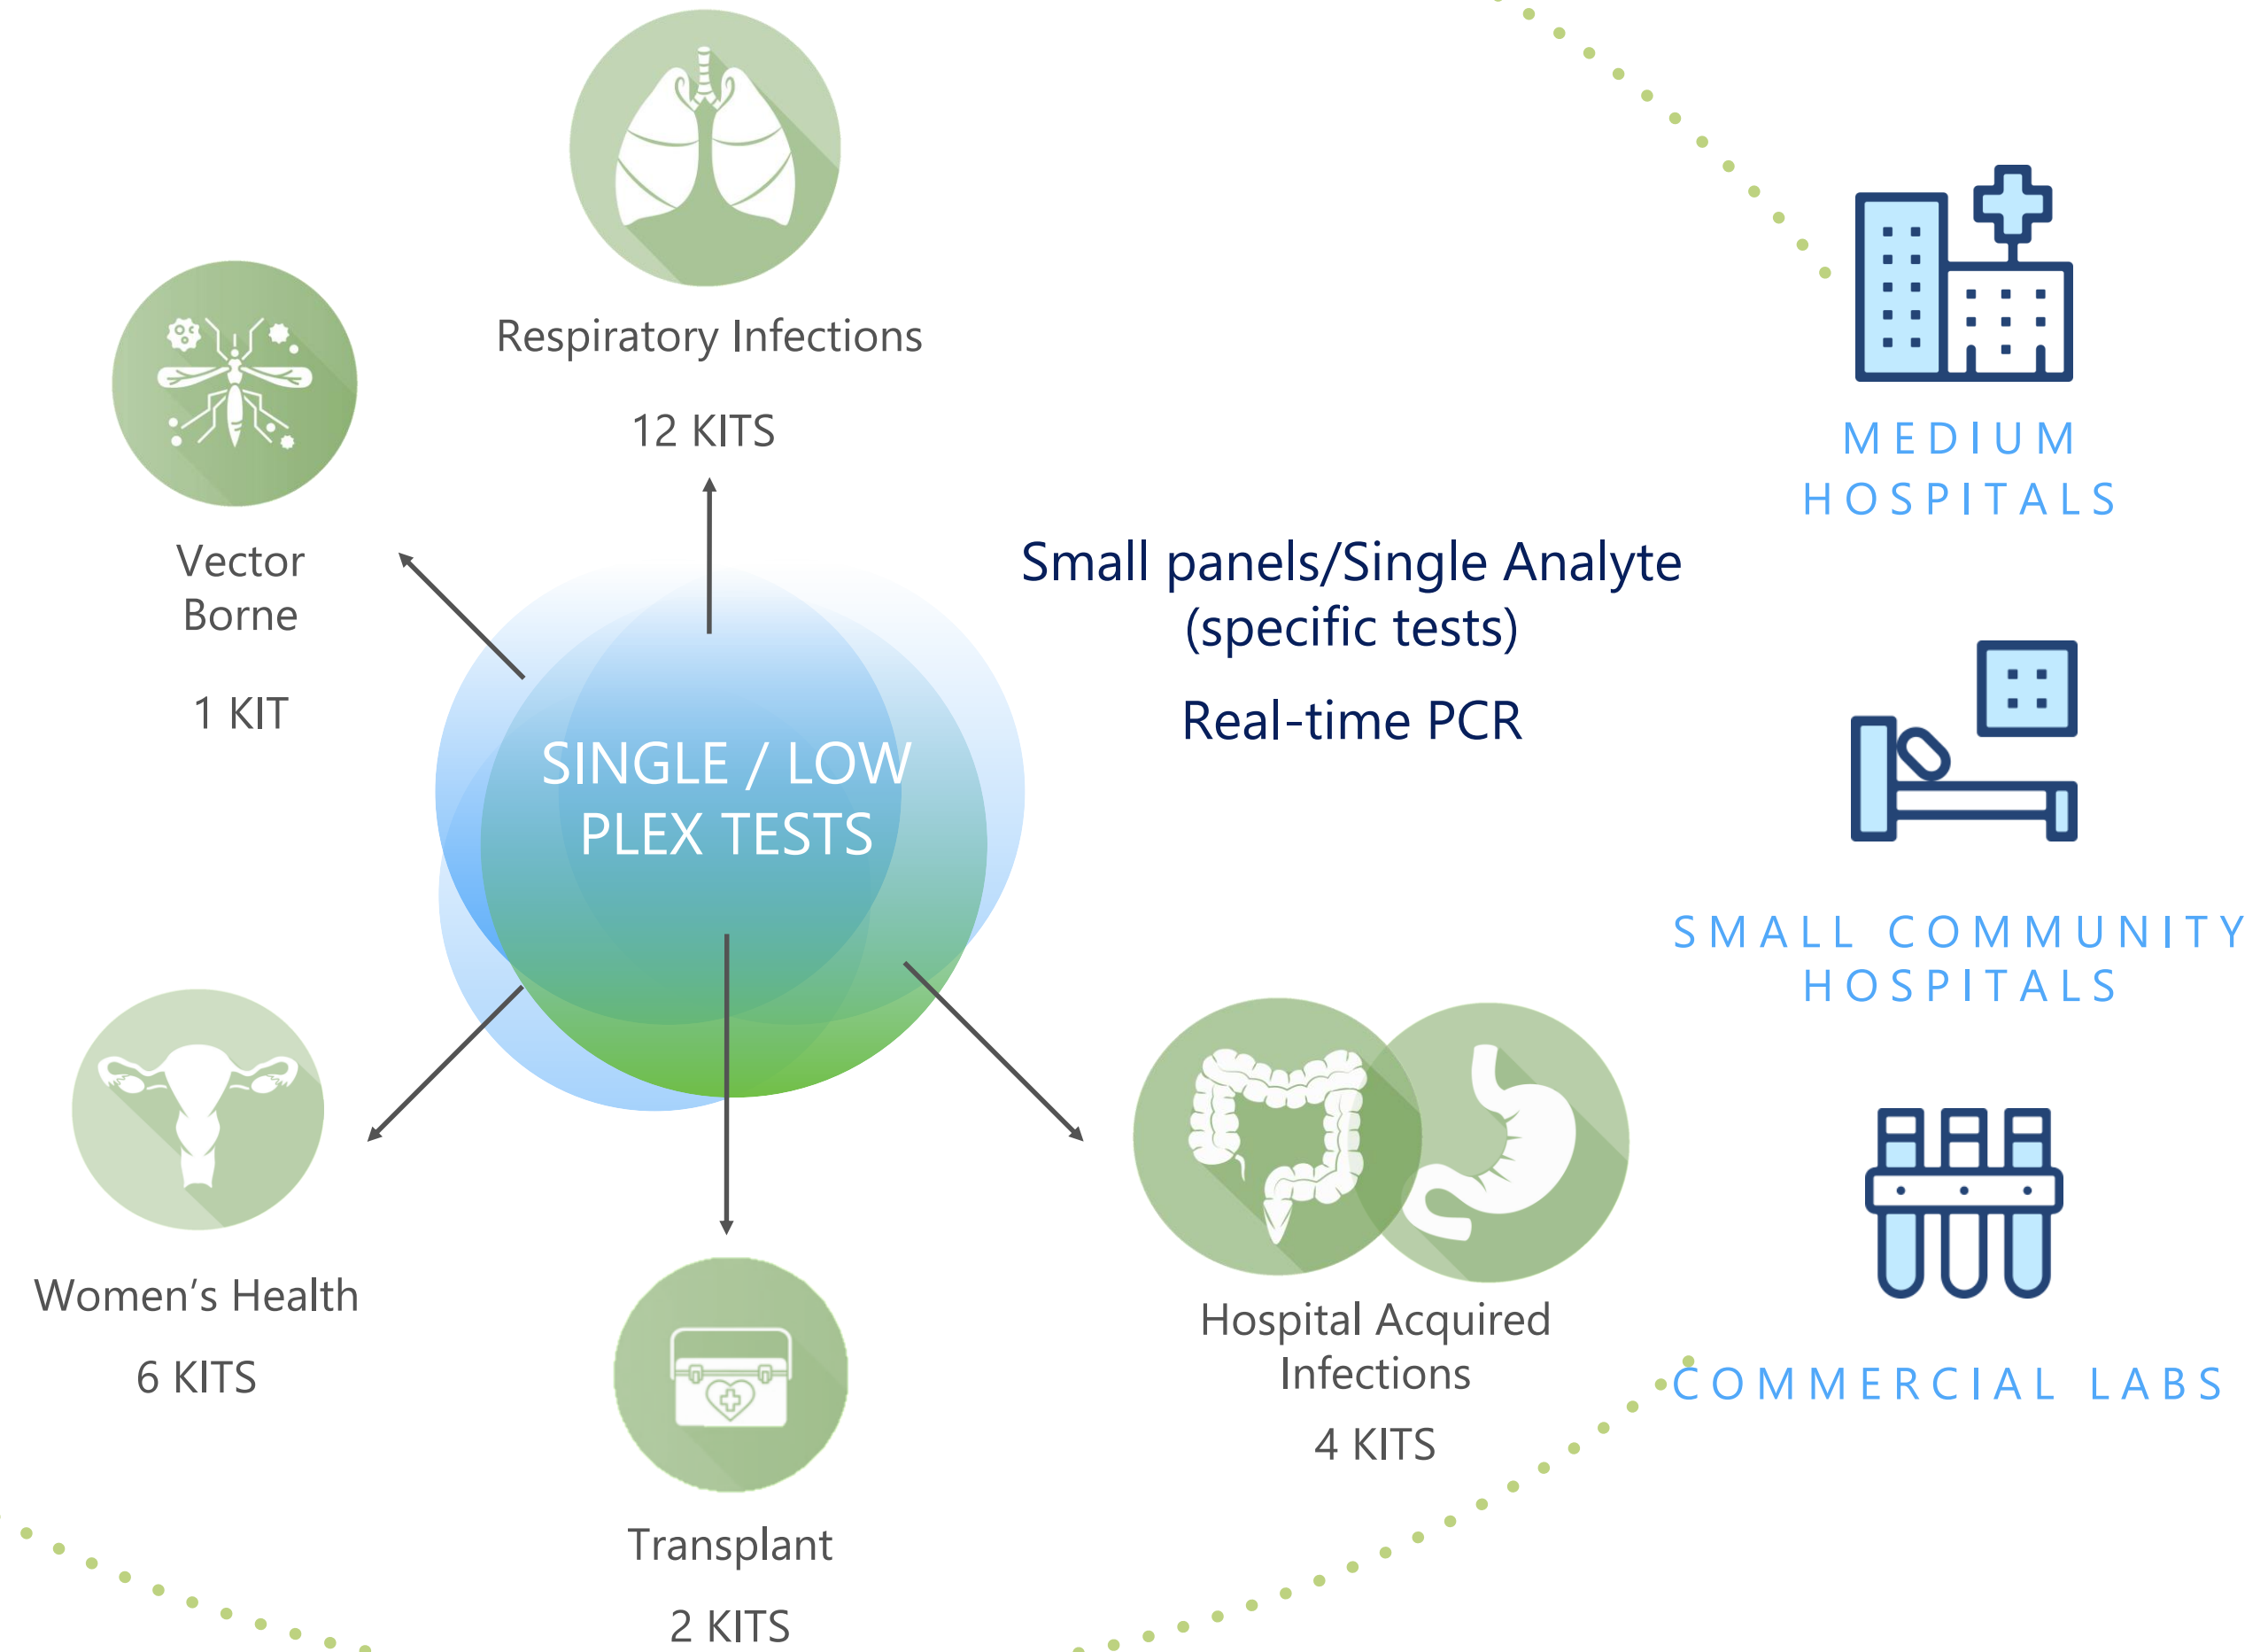 Respiratory Infections
12 KITS
Vector
Borne
1 KIT
SINGLE / LOW
PLEX TESTS
Small panels/Single Analyte
(specific tests)
Real-time PCR
Women’s Health
6 KITS
Transplant
2 KITS
Hospital Acquired
Infections
4 KITS
MEDIUM
HOSPITALS
SMALL COMMUNITY
HOSPITALS
COMMERCIAL LABS